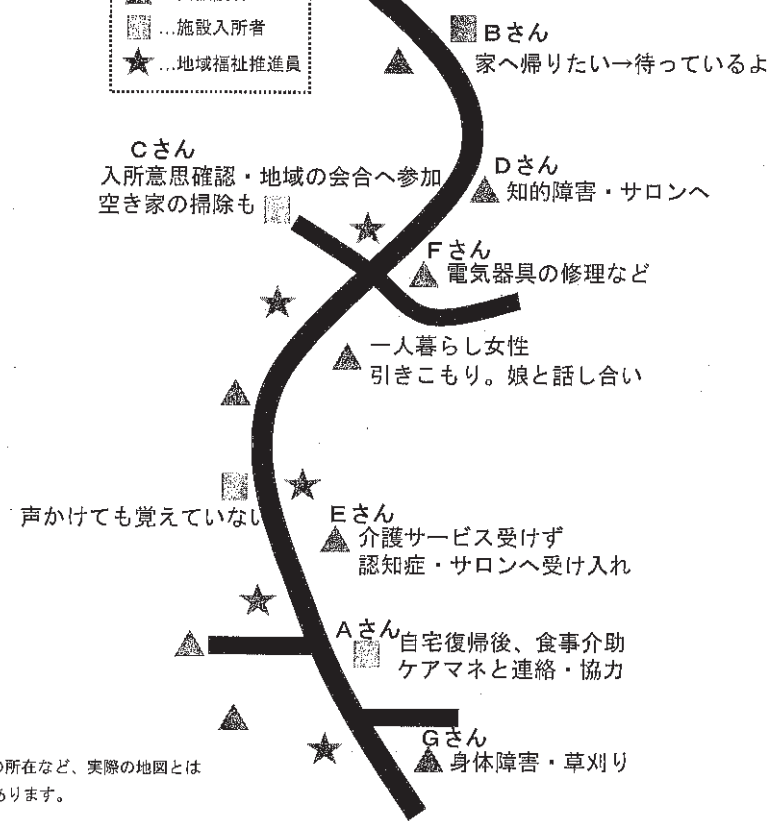 …施設入所者
…地域福祉推進員
Bさん
家へ帰りたい→待っているよ
Cさん
入所意思確認・地域の会合へ参加
空き家の掃除も
Dさん
知的障害・サロンへ
Fさん
電気器具の修理など
一人暮らし女性
引きこもり。娘と話し合い
声かけても覚えていない
Eさん
介護サービス受けず
認知症・サロンへ受け入れ
Aさん
自宅復帰後、食事介助
ケアマネと連絡・協力
Gさん
身体障害・草刈り
の所在など、実際の地図とは
あります。